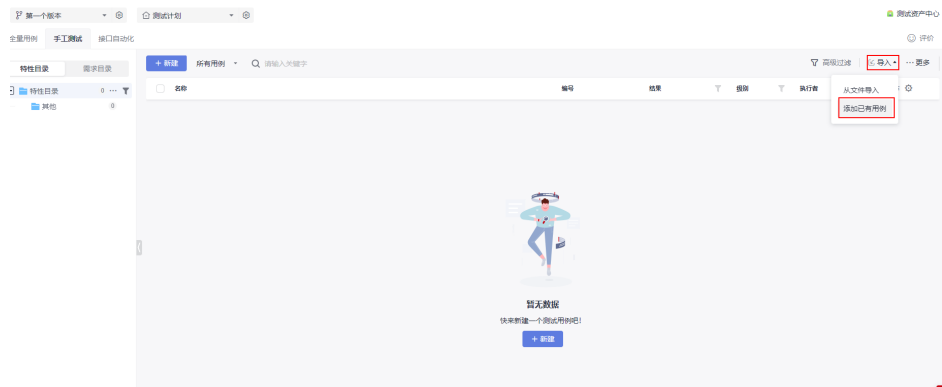 第一个版本 测试计划 测试资产中心
全量用例 手工测试 接口自动化 评价
特性目录 需求目录 + 新建 所有用例 请输入关键字 高级过滤 导入 ··· 更多
特性目录 0 ··· 名称 编号 结果 级别 执行者
其他 0
从文件导入
添加已有用例
暂无数据
快来新建一个测试用例吧！
+ 新建